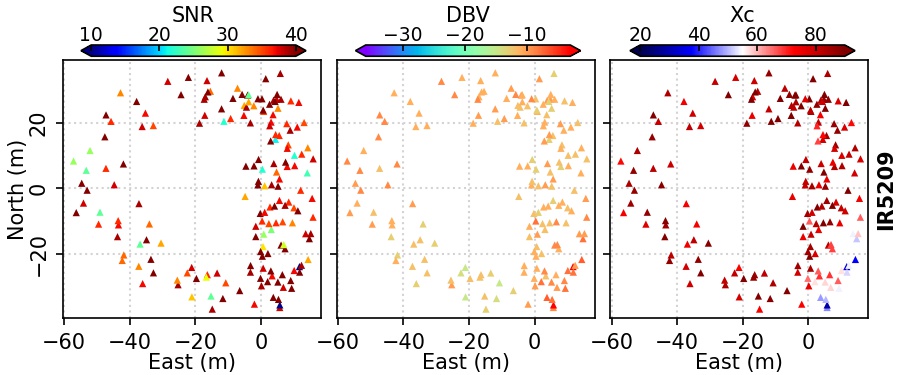 SNR DBV Xc
10 20 30 40 −30 −20 −10 20 40 60 80
20
0
−20
North (m)
IR5209
−60 −40 −20 0 −60 −40 −20 0 −60 −40 −20 0
East (m) East (m) East (m)